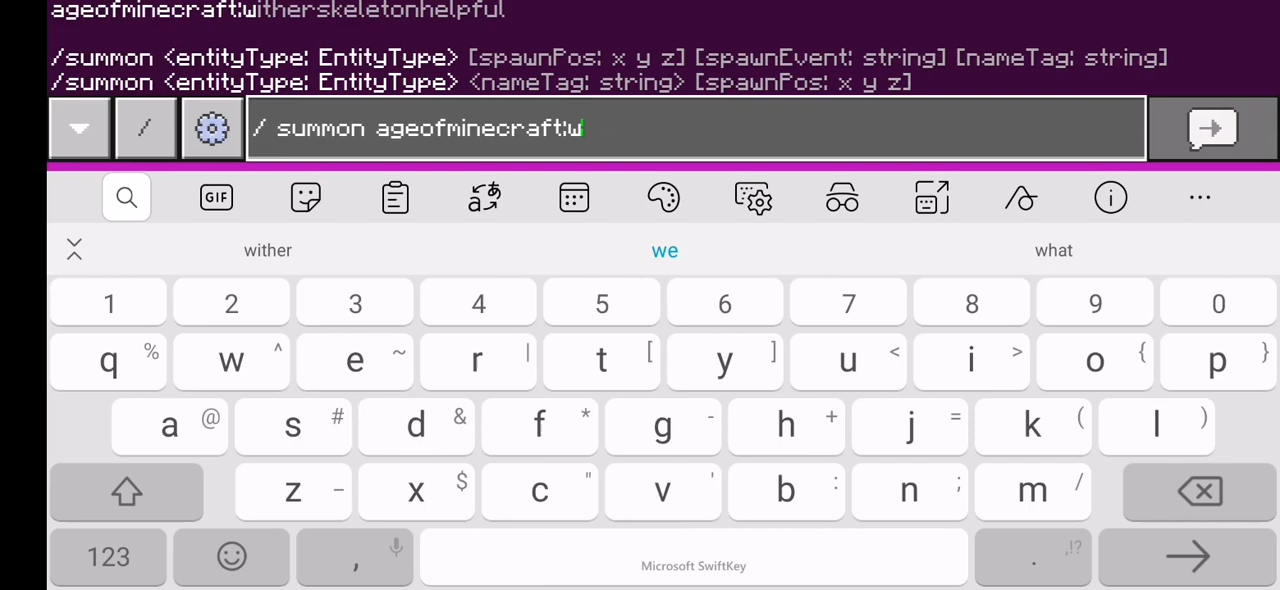 ageofminecraft:witherskeletonhelpful
/summon <entityType: EntityType> [spawnPos: x y z] [spawnEvent: string] [nameTag: string]
/summon <entityType: EntityType> <nameTag: string> [spawnPos: x y z]
/ / summon ageofminecraft:w
GIF
wither we what
1 2 3 4 5 6 7 8 9 0
q % w ^ e ~ r | t [ y ] u < i > o { p }
a @ s # d & f * g - h + j = k ( l )
z _ x $ c " v ' b : n ; m /
123 , Microsoft SwiftKey . ,!?